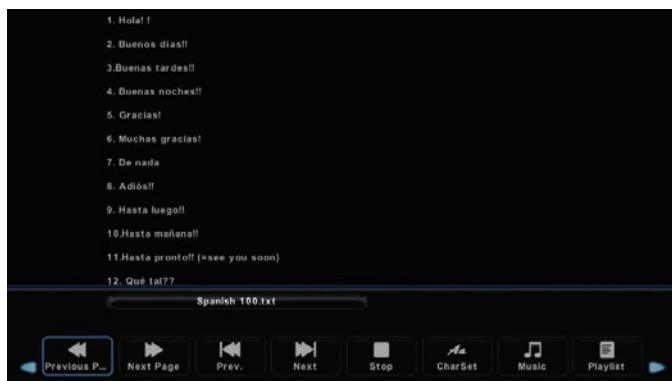 1. Hola! !
2. Buenos dias!!
3.Buenas tardes!!
4. Buenas noches!!
5. Gracias!
6. Muchas gracias!
7. De nada
8. Adiós!!
9. Hasta luego!!
10.Hasta mañana!!
11.Hasta pronto!! (=see you soon)
12. Qué tal??
Spanish 100.txt
Previous P... Next Page Prev. Next Stop CharSet Music Playlist